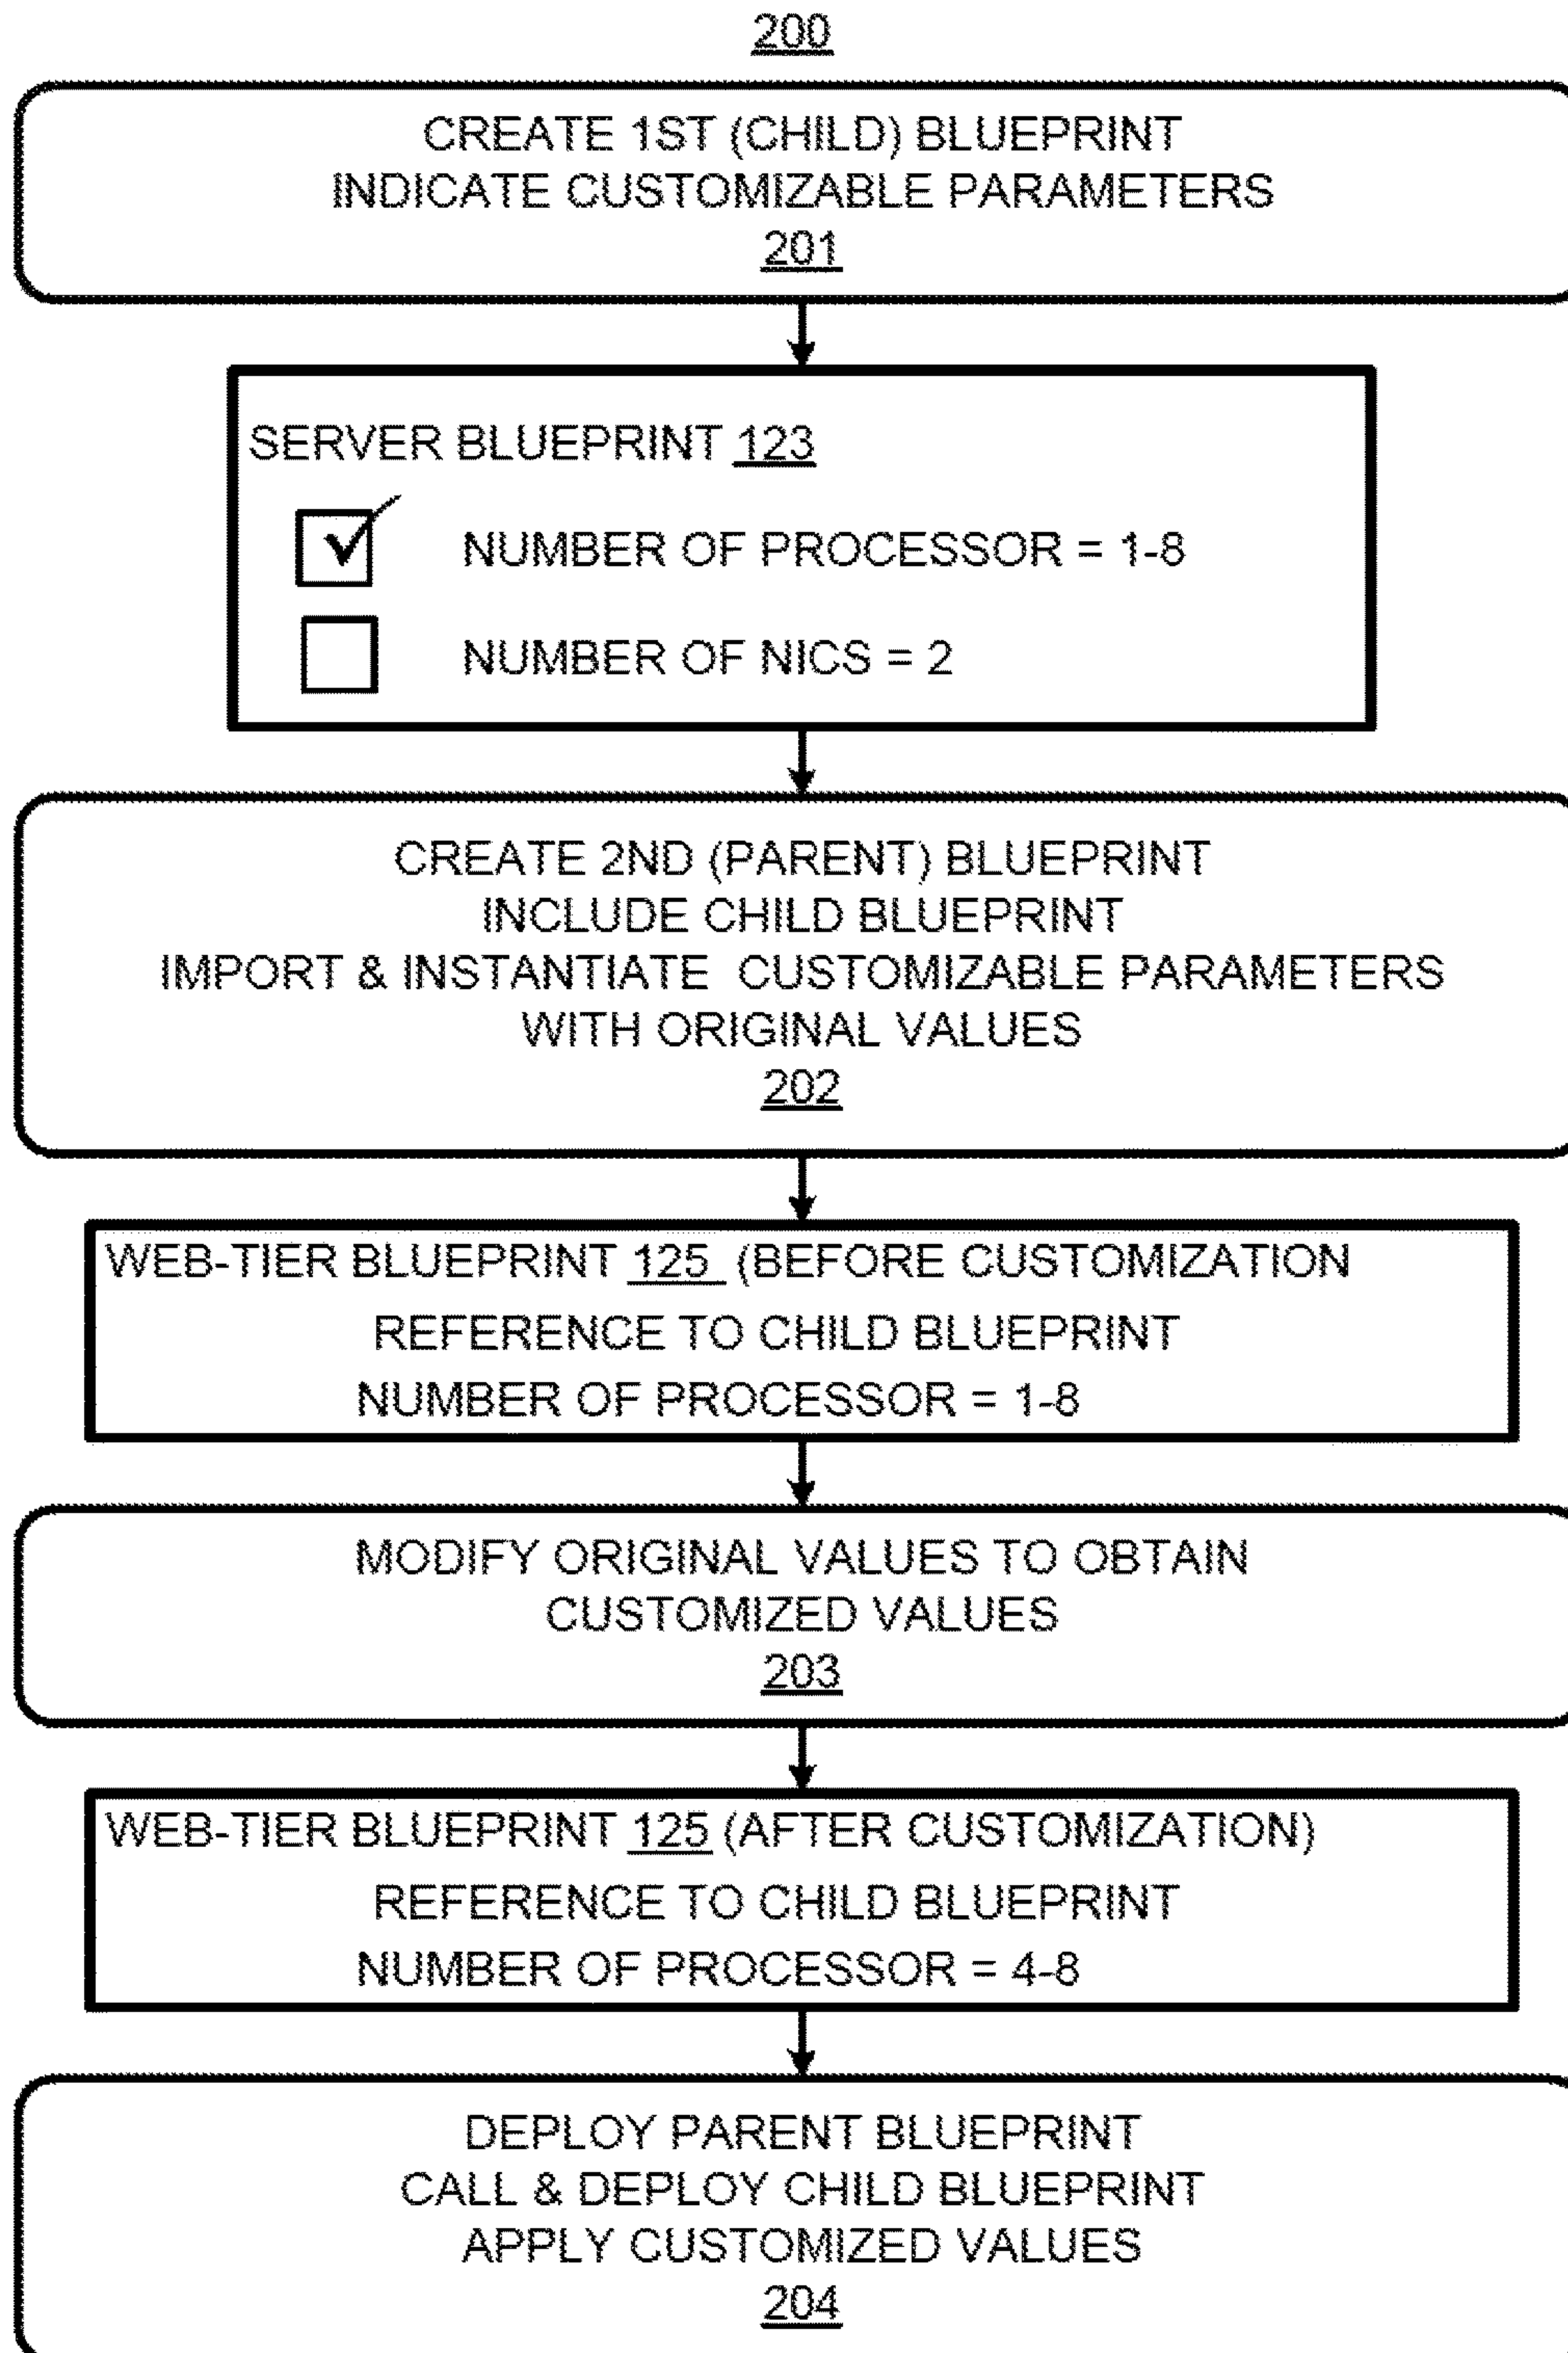 200
CREATE 1ST (CHILD) BLUEPRINT
INDICATE CUSTOMIZABLE PARAMETERS
201
SERVER BLUEPRINT 123
NUMBER OF PROCESSOR = 1-8
NUMBER OF NICS = 2
CREATE 2ND (PARENT) BLUEPRINT
INCLUDE CHILD BLUEPRINT
IMPORT & INSTANTIATE CUSTOMIZABLE PARAMETERS
WITH ORIGINAL VALUES
202
WEB-TIER BLUEPRINT 125 (BEFORE CUSTOMIZATION
REFERENCE TO CHILD BLUEPRINT
NUMBER OF PROCESSOR = 1-8
MODIFY ORIGINAL VALUES TO OBTAIN
CUSTOMIZED VALUES
203
WEB-TIER BLUEPRINT 125 (AFTER CUSTOMIZATION)
REFERENCE TO CHILD BLUEPRINT
NUMBER OF PROCESSOR = 4-8
DEPLOY PARENT BLUEPRINT
CALL & DEPLOY CHILD BLUEPRINT
APPLY CUSTOMIZED VALUES
204